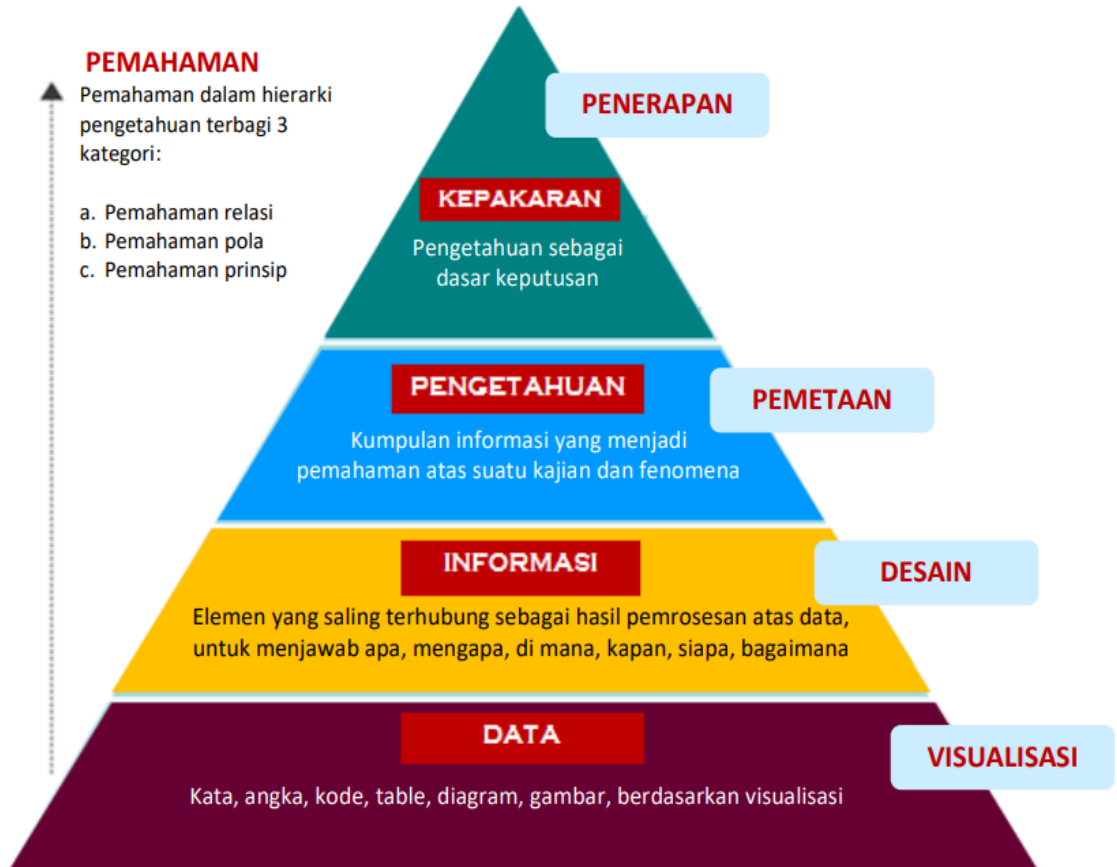 PEMAHAMAN
Pemahaman dalam hierarki
pengetahuan terbagi 3
kategori:
a. Pemahaman relasi
b. Pemahaman pola
c. Pemahaman prinsip
PENERAPAN
KEPAKARAN
Pengetahuan sebagai
dasar keputusan
PENGETAHUAN
PEMETAAN
Kumpulan informasi yang menjadi
pemahaman atas suatu kajian dan fenomena
INFORMASI
DESAIN
Elemen yang saling terhubung sebagai hasil pemrosesan atas data,
untuk menjawab apa, mengapa, di mana, kapan, siapa, bagaimana
DATA
VISUALISASI
Kata, angka, kode, table, diagram, gambar, berdasarkan visualisasi